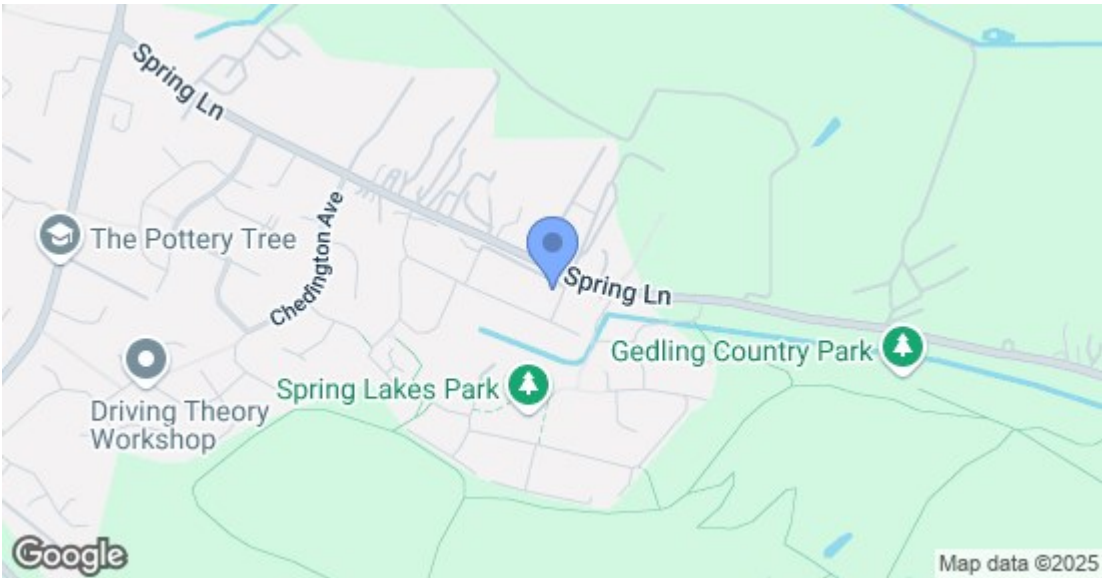 Spring Ln
The Pottery Tree
Chedington Ave
Spring Ln
Gedling Country Park
Spring Lakes Park
Driving Theory
Workshop
Google
Map data ©2025